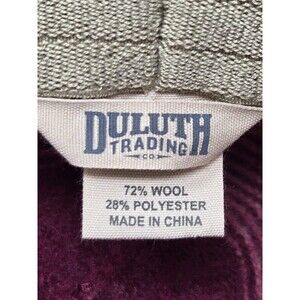 DULUTH
TRADING
CO
72% WOOL
28% POLYESTER
MADE IN CHINA